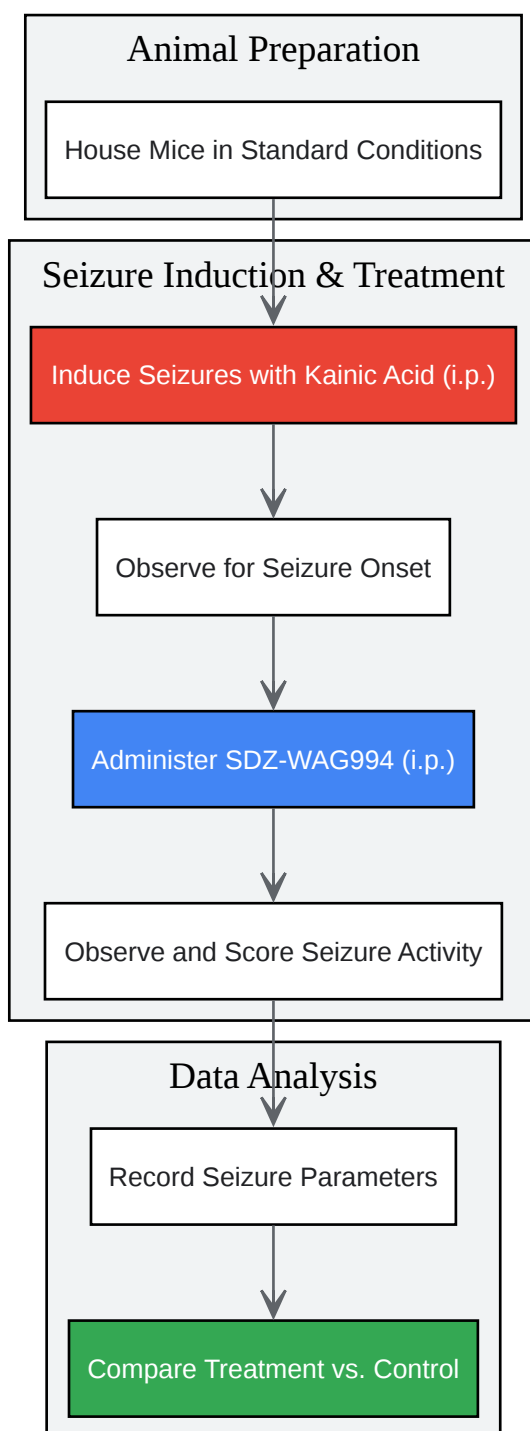 Animal Preparation
House Mice in Standard Conditions
Seizure Induction & Treatment
Induce Seizures with Kainic Acid (i.p.)
Observe for Seizure Onset
Administer SDZ-WAG994 (i.p.)
Observe and Score Seizure Activity
Data Analysis
Record Seizure Parameters
Compare Treatment vs. Control